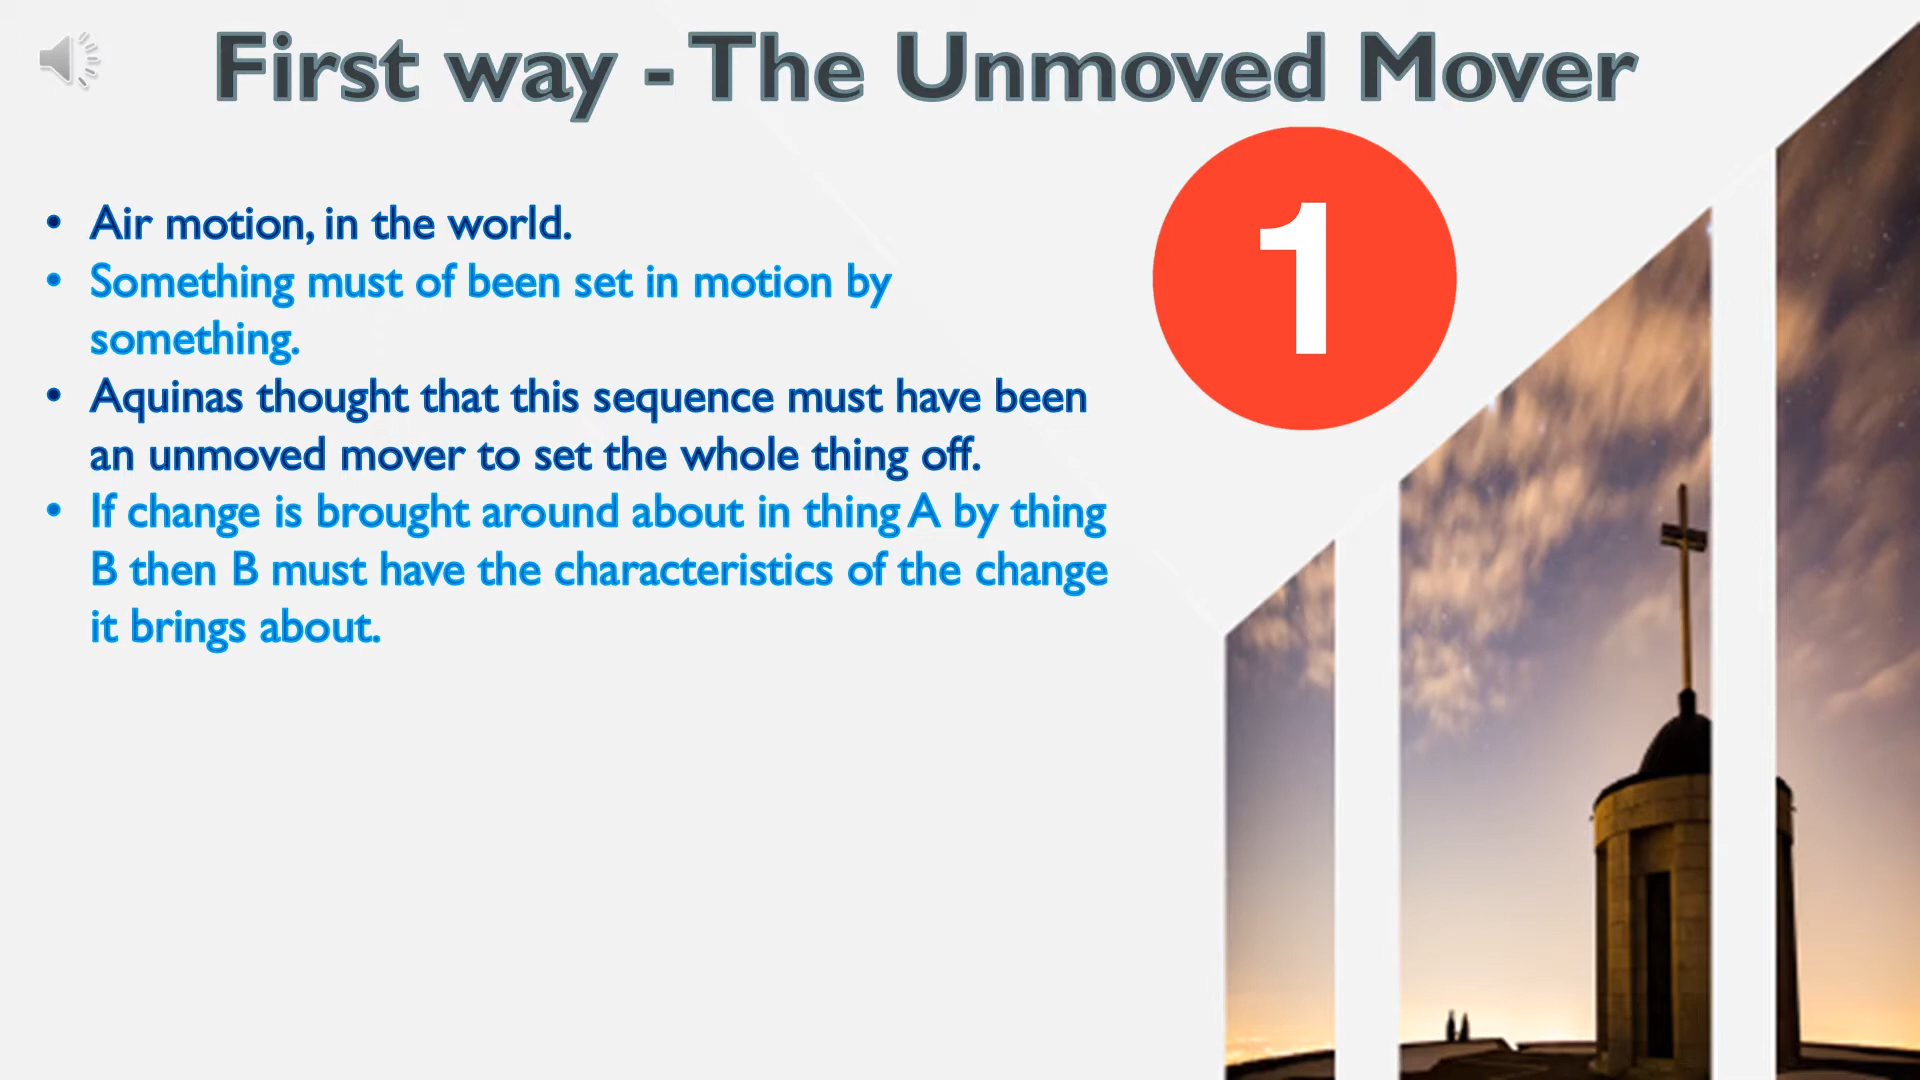 First way - The Unmoved Mover
1
• Air motion, in the world.
• Something must of been set in motion by
something.
• Aquinas thought that this sequence must have been
an unmoved mover to set the whole thing off.
• If change is brought around about in thing A by thing
B then B must have the characteristics of the change
it brings about.